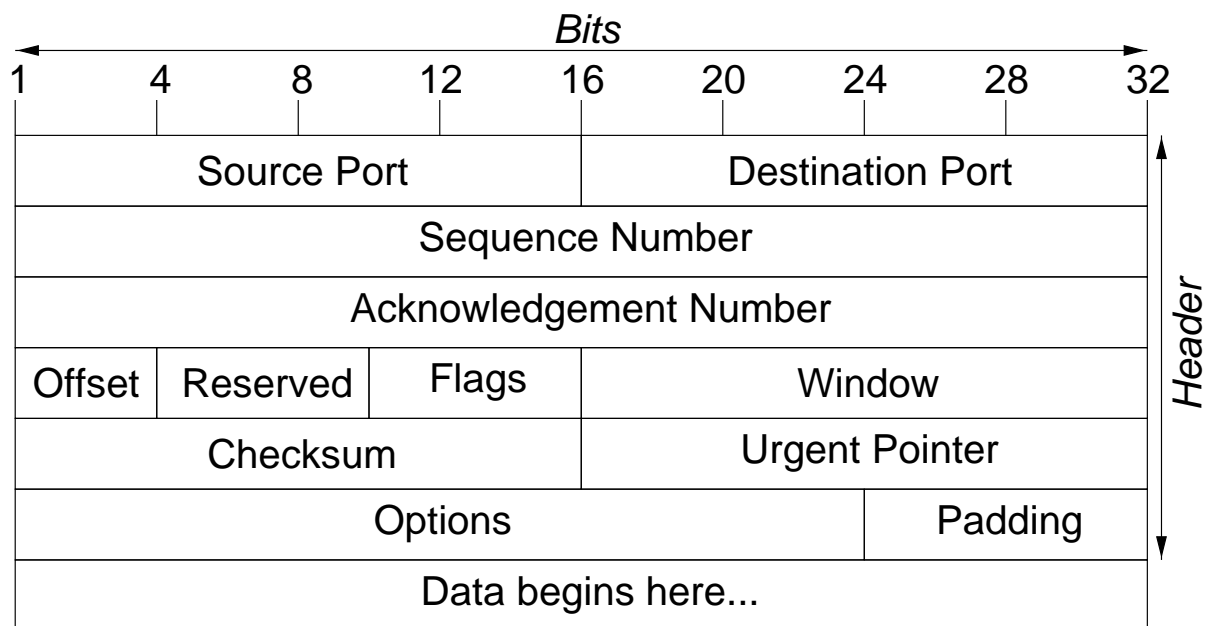 Bits
1 4 8 12 16 20 24 28 32
Source Port Destination Port
Sequence Number
Acknowledgement Number
Offset Reserved Flags Window
Checksum Urgent Pointer
Options Padding
Data begins here...
Header